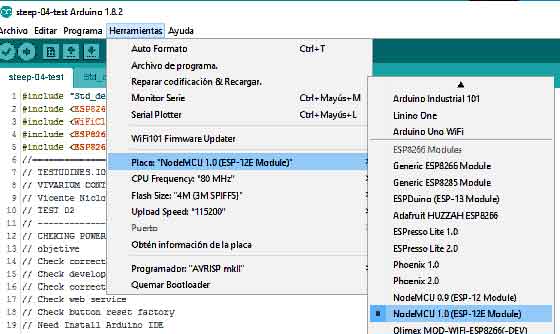 steep-04-test Arduino 1.8.2
Archivo Editar Programa Herramientas Ayuda
steep-04-test
Auto Formato Ctrl+T
Archivo de programa.
Reparar codificación & Recargar.
Monitor Serie Ctrl+Mayús+M
Serial Plotter Ctrl+Mayús+L
WiFi101 Firmware Updater
Placa: "NodeMCU 1.0 (ESP-12E Module)"
CPU Frequency: "80 MHz"
Flash Size: "4M (3M SPIFFS)"
Upload Speed: "115200"
Puerto
Obtén información de la placa
Programador: "AVRISP mkII"
Quemar Bootloader
Arduino Industrial 101
Linino One
Arduino Uno WiFi
ESP8266 Modules
Generic ESP8266 Module
Generic ESP8285 Module
ESPDuino (ESP-13 Module)
Adafruit HUZZAH ESP8266
ESPresso Lite 1.0
ESPresso Lite 2.0
Phoenix 1.0
Phoenix 2.0
NodeMCU 0.9 (ESP-12 Module)
NodeMCU 1.0 (ESP-12E Module)
Olimex MOD-WIFI-ESP8266(-DEV)
1 #include "Std_de
2 #include <ESP826
3 #include <WiFiCl
4 #include <ESP826
5 #include <ESP826
6 //==============
7 // TESTUDINES.IO
8 // VIVARIUM CONT
9 // Vicente Niclo
10 // TEST 02
11 //--------------
12 // CHEKING POWER
13 // objetive
14 // Check correct
15 // Check develop
16 // Check correct
17 // Check web service
18 // Check button reset factory
19 // Need Install Arduino IDE